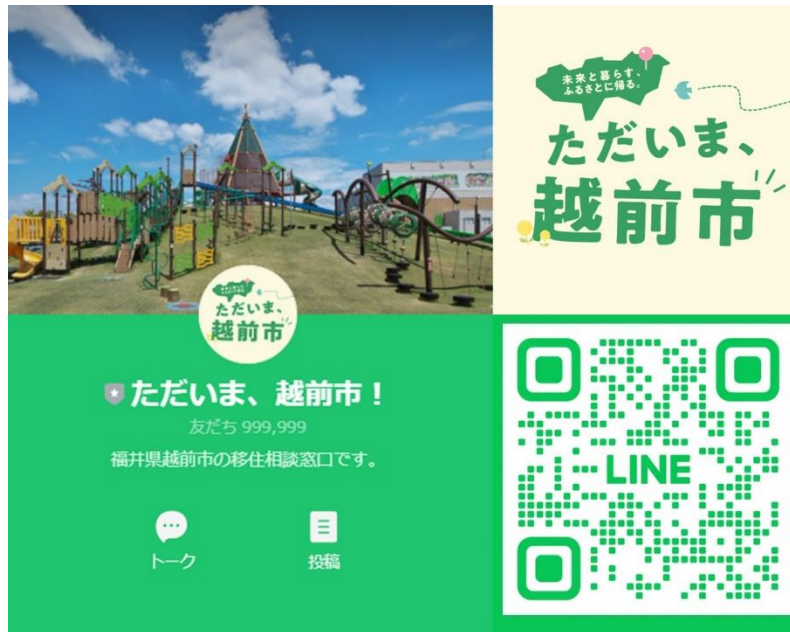 未来と暮らす、
ふるさとに帰る。
ただいま、
越前市
ただいま、
越前市
ただいま、越前市！
友だち 999,999
福井県越前市の移住相談窓口です。
トーク
投稿
LINE